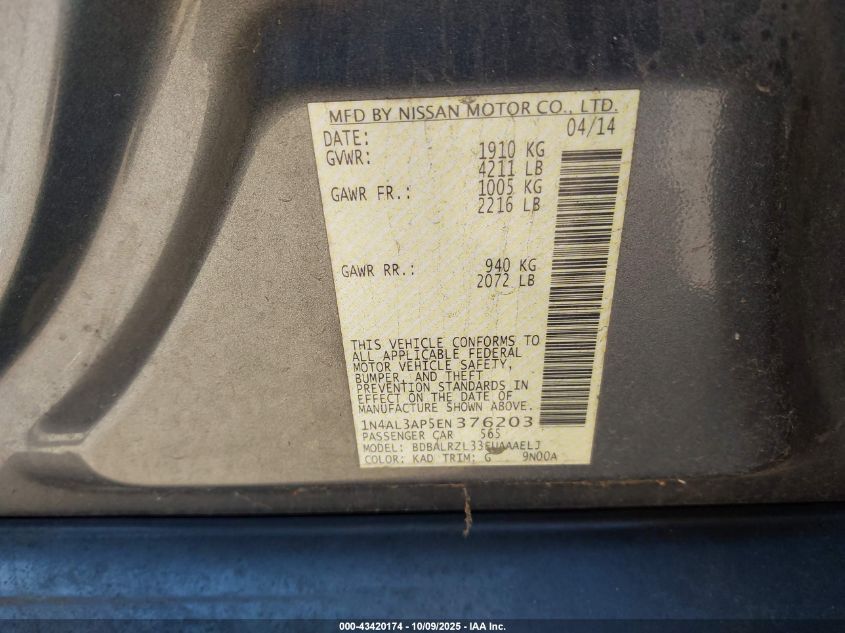 MFD BY NISSAN MOTOR CO., LTD.
DATE: 04/14
GVWR: 1910 KG
4211 LB
GAWR FR.: 1005 KG
2216 LB
GAWR RR.: 940 KG
2072 LB
THIS VEHICLE CONFORMS TO
ALL APPLICABLE FEDERAL
MOTOR VEHICLE SAFETY,
BUMPER, AND THEFT
PREVENTION STANDARDS IN
EFFECT ON THE DATE OF
MANUFACTURE SHOWN ABOVE.
1N4AL3AP5EN376203
PASSENGER CAR 565
MODEL:
COLOR: KAD TRIM: G 9N00A
000-43420174 - 10/09/2025 - IAA Inc.